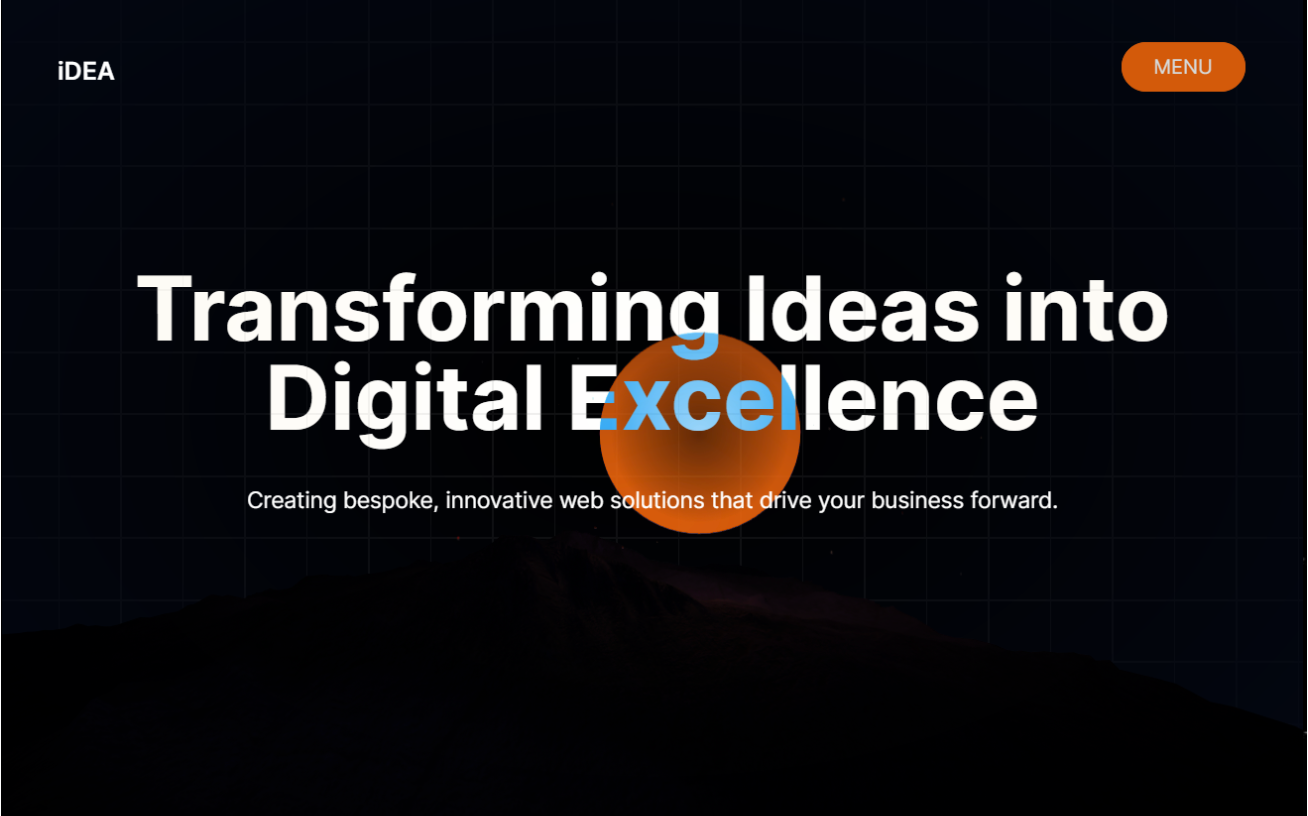 iDEA
MENU
Transforming Ideas into
Digital Excellence
Creating bespoke, innovative web solutions that drive your business forward.